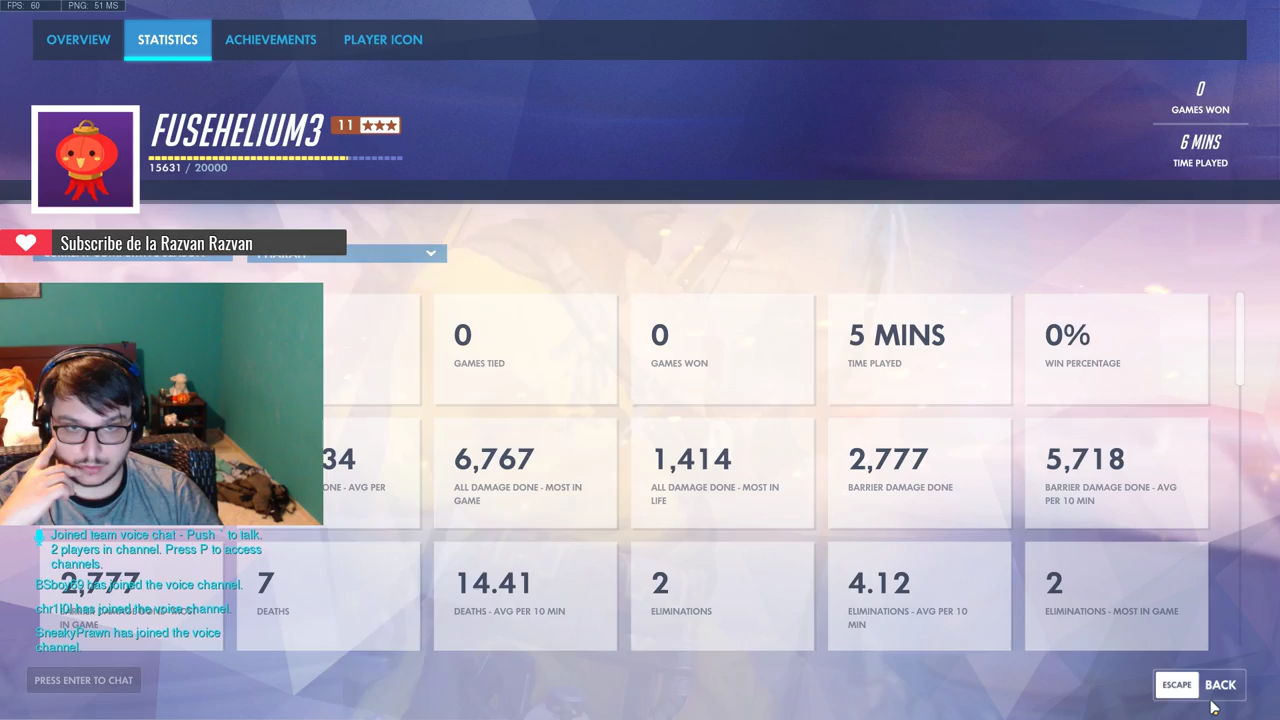 FPS: 60 PNG: 51 MS
OVERVIEW STATISTICS ACHIEVEMENTS PLAYER ICON
0
GAMES WON
6 MINS
TIME PLAYED
FUSEHELIUM3 11
15631 / 20000
Subscribe de la Razvan Razvan
0
GAMES TIED
0
GAMES WON
5 MINS
TIME PLAYED
0%
WIN PERCENTAGE
34
ONE - AVG PER
6,767
ALL DAMAGE DONE - MOST IN
GAME
1,414
ALL DAMAGE DONE - MOST IN
LIFE
2,777
BARRIER DAMAGE DONE
5,718
BARRIER DAMAGE DONE - AVG
PER 10 MIN
Joined team voice chat - Push ` to talk.
2 players in channel. Press P to access
channels.
BSboy69 has joined the voice channel.
chr1l0l has joined the voice channel.
SneakyPrawn has joined the voice
channel.
2,777
IN GAME
7
DEATHS
14.41
DEATHS - AVG PER 10 MIN
2
ELIMINATIONS
4.12
ELIMINATIONS - AVG PER 10
MIN
2
ELIMINATIONS - MOST IN GAME
PRESS ENTER TO CHAT
ESCAPE BACK